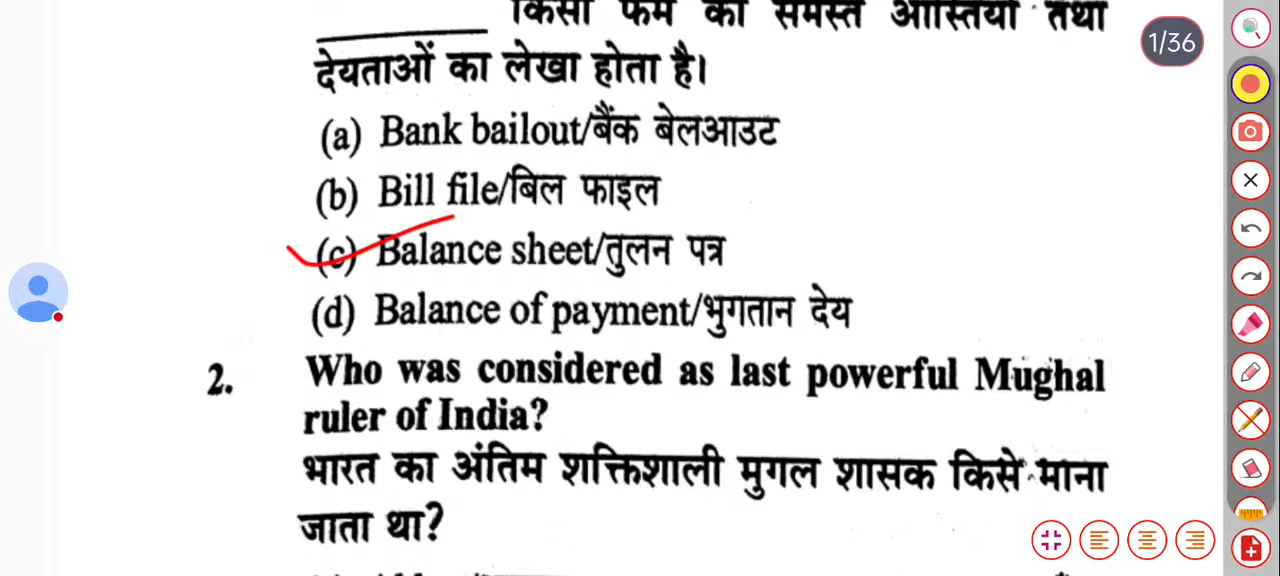 किसी फर्म की समस्त आस्तियों तथा
देयताओं का लेखा होता है।
(a) Bank bailout/बैंक बेलआउट
(b) Bill file/बिल फाइल
(c) Balance sheet/तुलन पत्र
(d) Balance of payment/भुगतान देय
2. Who was considered as last powerful Mughal
ruler of India?
भारत का अंतिम शक्तिशाली मुगल शासक किसे माना
जाता था?
1/36